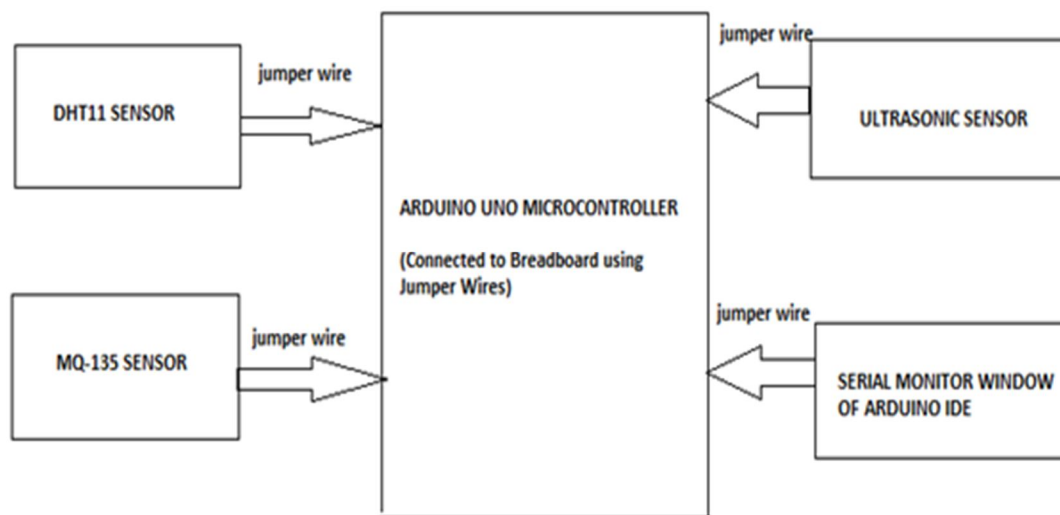 jumper wire
DHT11 SENSOR
jumper wire
MQ-135 SENSOR
ARDUINO UNO MICROCONTROLLER
(Connected to Breadboard using
Jumper Wires)
jumper wire
ULTRASONIC SENSOR
jumper wire
SERIAL MONITOR WINDOW
OF ARDUINO IDE